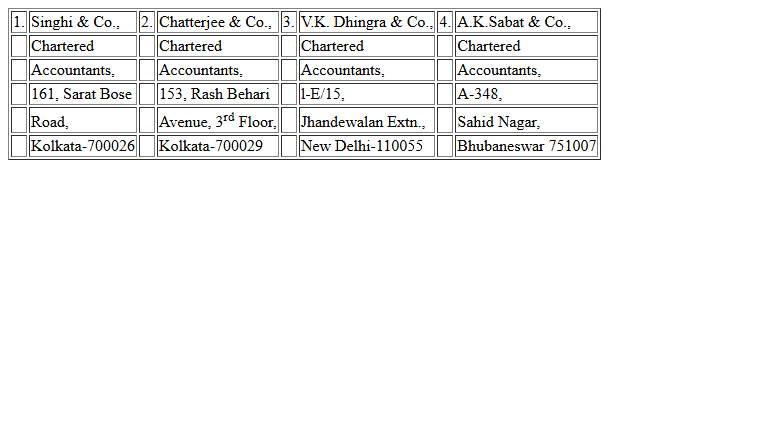 1. Singhi & Co., 2. Chatterjee & Co., 3. V.K. Dhingra & Co., 4. A.K.Sabat & Co.,
Chartered Chartered Chartered Chartered
Accountants, Accountants, Accountants, Accountants,
161, Sarat Bose 153, Rash Behari l-E/15, A-348,
Road, Avenue, 3rd Floor, Jhandewalan Extn., Sahid Nagar,
Kolkata-700026 Kolkata-700029 New Delhi-110055 Bhubaneswar 751007